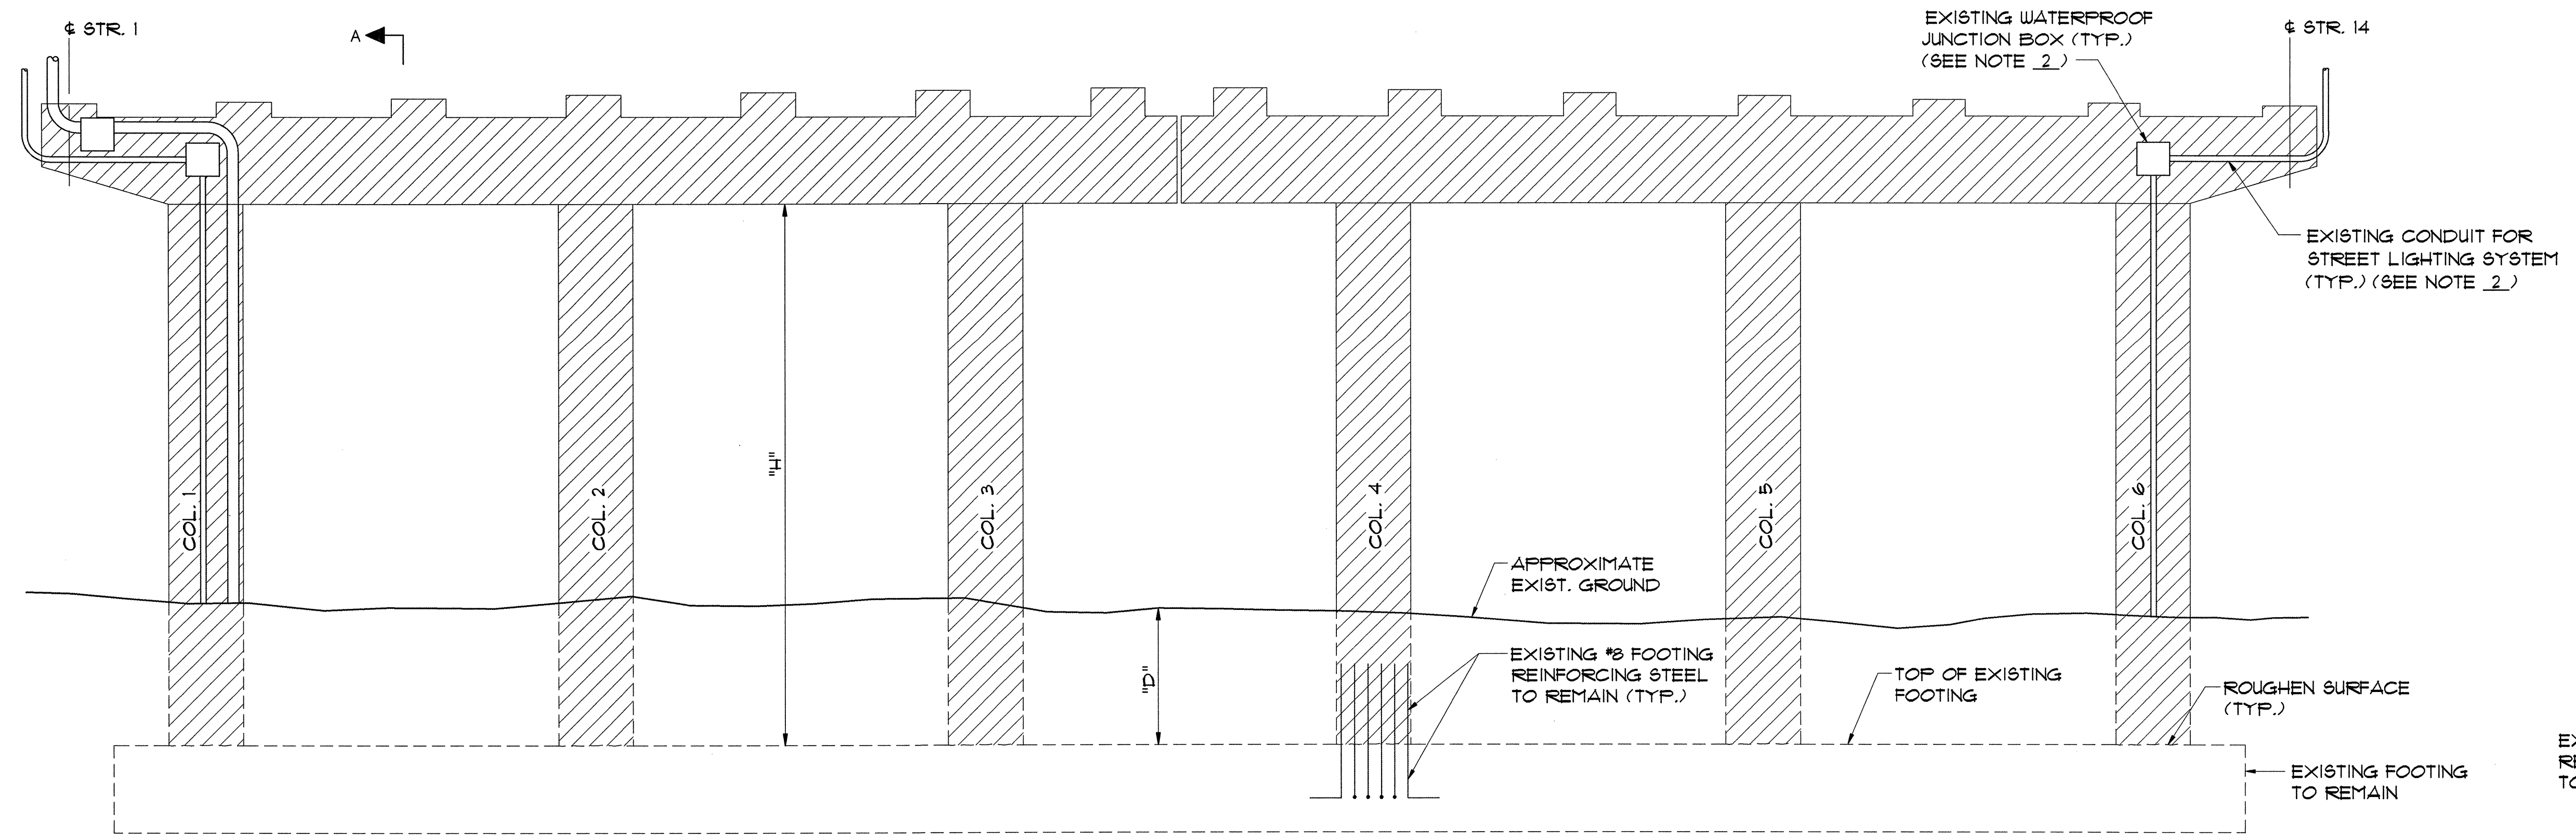 ℄ STR. 1
A
EXISTING WATERPROOF
JUNCTION BOX (TYP.)
(SEE NOTE 2)
℄ STR. 14
EXISTING CONDUIT FOR
STREET LIGHTING SYSTEM
(TYP.) (SEE NOTE 2)
"H"
COL. 1
COL. 2
COL. 3
COL. 4
COL. 5
COL. 6
APPROXIMATE
EXIST. GROUND
"D"
EXISTING #8 FOOTING
REINFORCING STEEL
TO REMAIN (TYP.)
TOP OF EXISTING
FOOTING
ROUGHEN SURFACE
(TYP.)
EXISTING FOOTING
TO REMAIN